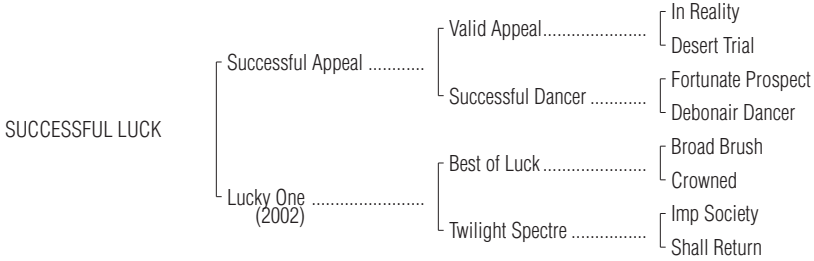 In Reality
Valid Appeal......................
Desert Trial
Successful Appeal ............
Fortunate Prospect
Successful Dancer ............
Debonair Dancer
SUCCESSFUL LUCK
Broad Brush
Best of Luck......................
Crowned
Lucky One ........................
(2002)
Imp Society
Twilight Spectre ................
Shall Return